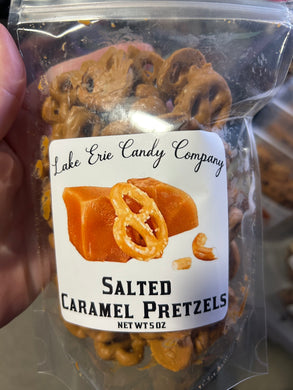 Lake Erie Candy Company
SALTED
CARAMEL PRETZELS
NET WT 5 OZ